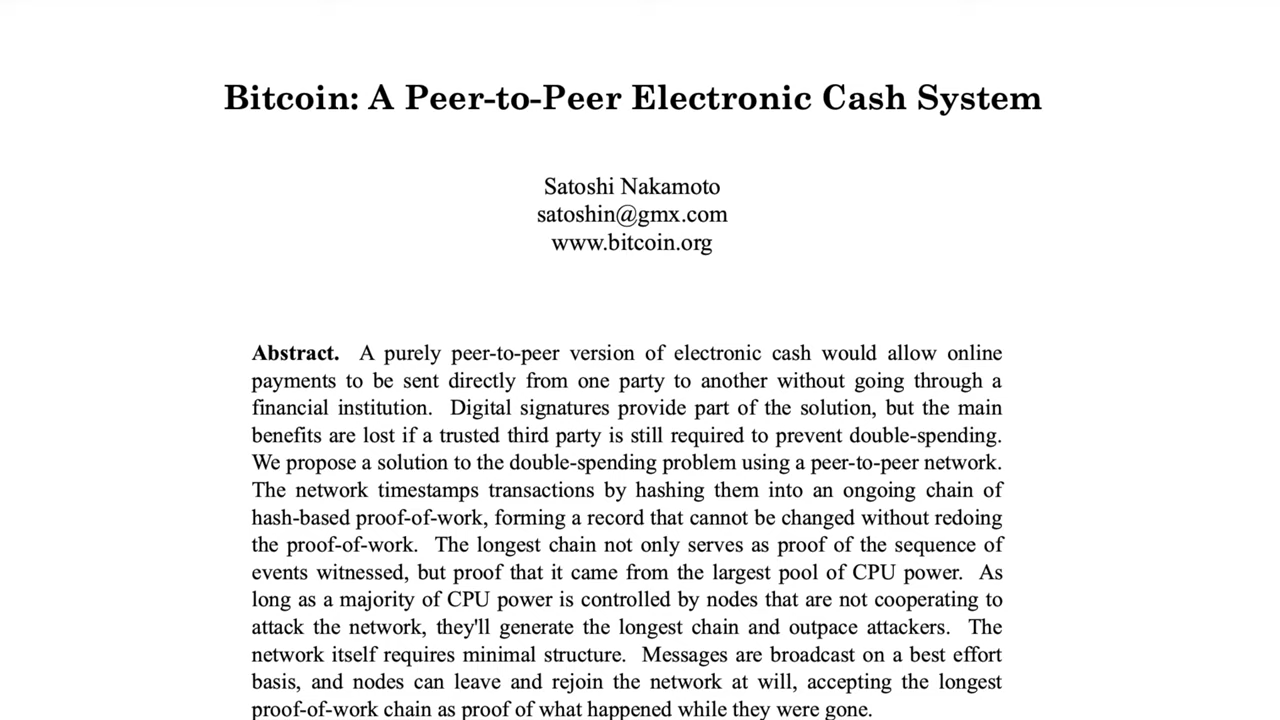 Bitcoin: A Peer-to-Peer Electronic Cash System
Satoshi Nakamoto
satoshin@gmx.com
www.bitcoin.org
Abstract. A purely peer-to-peer version of electronic cash would allow online
payments to be sent directly from one party to another without going through a
financial institution. Digital signatures provide part of the solution, but the main
benefits are lost if a trusted third party is still required to prevent double-spending.
We propose a solution to the double-spending problem using a peer-to-peer network.
The network timestamps transactions by hashing them into an ongoing chain of
hash-based proof-of-work, forming a record that cannot be changed without redoing
the proof-of-work. The longest chain not only serves as proof of the sequence of
events witnessed, but proof that it came from the largest pool of CPU power. As
long as a majority of CPU power is controlled by nodes that are not cooperating to
attack the network, they'll generate the longest chain and outpace attackers. The
network itself requires minimal structure. Messages are broadcast on a best effort
basis, and nodes can leave and rejoin the network at will, accepting the longest
proof-of-work chain as proof of what happened while they were gone.